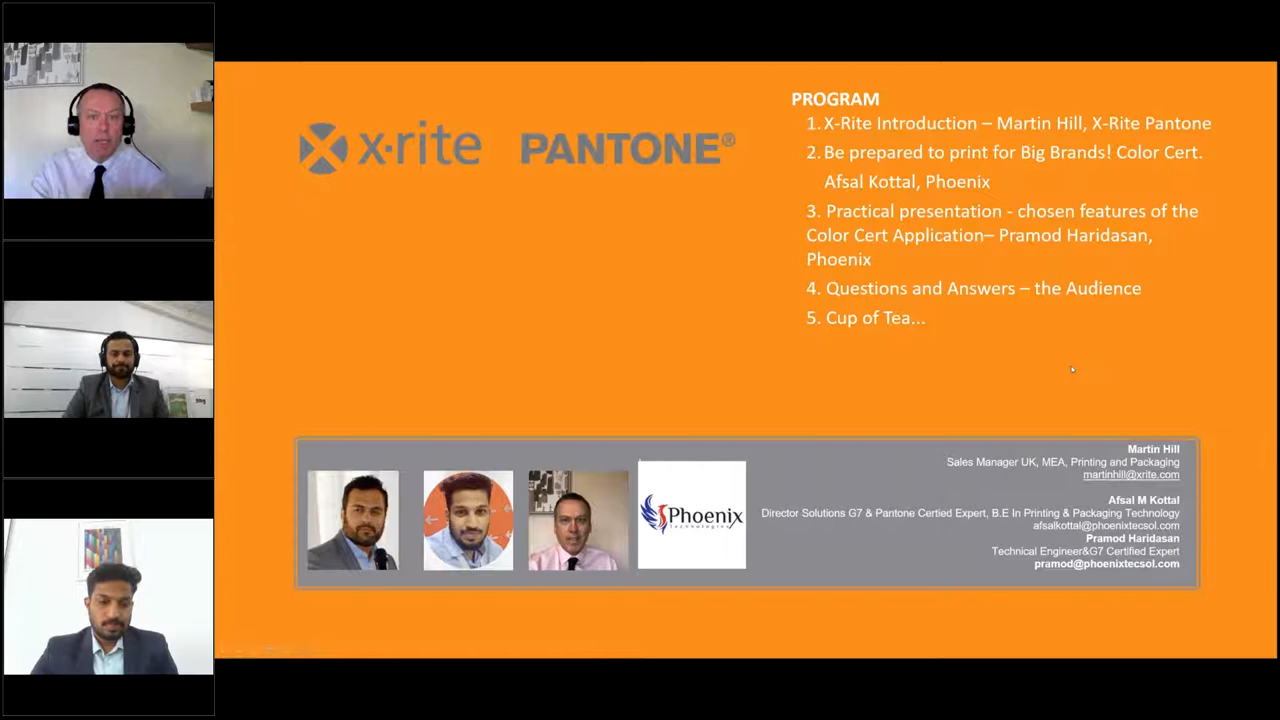 x·rite PANTONE®
PROGRAM
1. X-Rite Introduction – Martin Hill, X-Rite Pantone
2. Be prepared to print for Big Brands! Color Cert.
Afsal Kottal, Phoenix
3. Practical presentation - chosen features of the
Color Cert Application– Pramod Haridasan,
Phoenix
4. Questions and Answers – the Audience
5. Cup of Tea...
Phoenix
Technologies
Martin Hill
Sales Manager UK, MEA, Printing and Packaging
martinhill@xrite.com
Afsal M Kottal
Director Solutions G7 & Pantone Certied Expert, B.E In Printing & Packaging Technology
afsalkottal@phoenixtecsol.com
Pramod Haridasan
Technical Engineer&G7 Certified Expert
pramod@phoenixtecsol.com